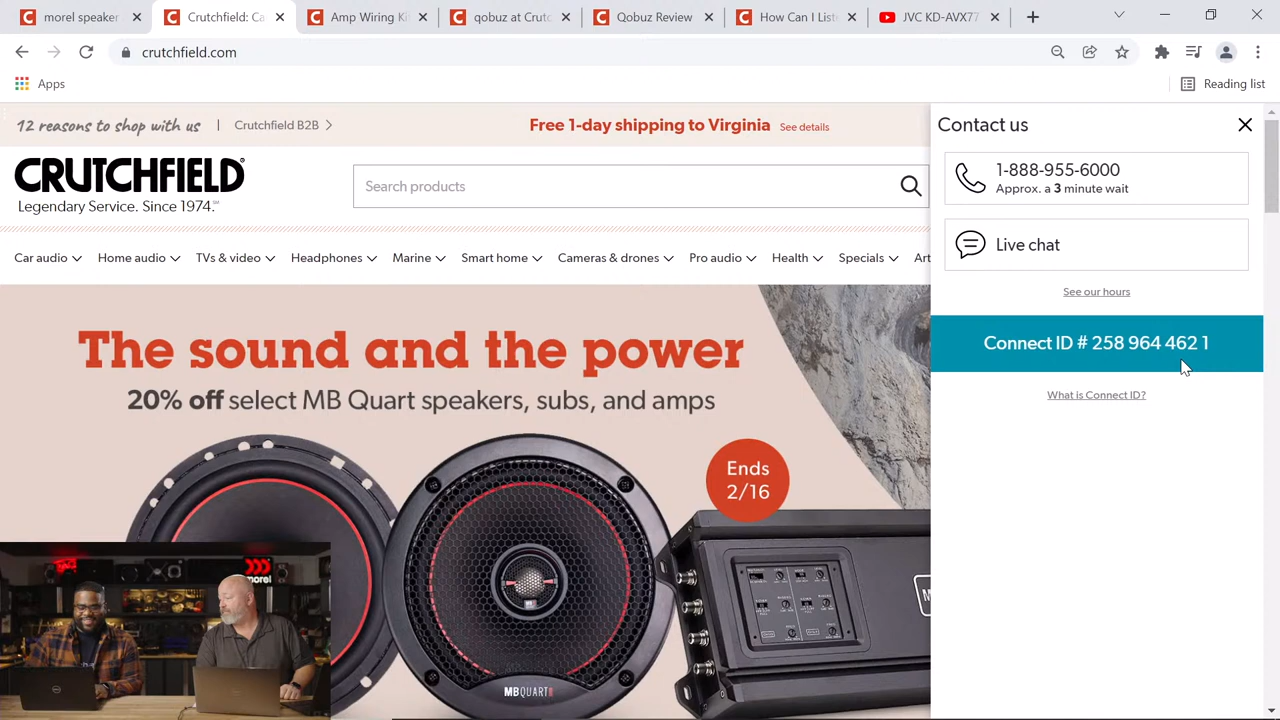 morel speaker
Crutchfield: Ca
Amp Wiring Ki
qobuz at Crutc
Qobuz Review
How Can I List
JVC KD-AVX77
crutchfield.com
Apps
Reading list
12 reasons to shop with us | Crutchfield B2B
Free 1-day shipping to Virginia See details
CRUTCHFIELD®
Legendary Service. Since 1974.℠
Search products
Car audio
Home audio
TVs & video
Headphones
Marine
Smart home
Cameras & drones
Pro audio
Health
Specials
Art
Contact us
1-888-955-6000
Approx. a 3 minute wait
Live chat
See our hours
Connect ID # 258 964 462 1
What is Connect ID?
The sound and the power
20% off select MB Quart speakers, subs, and amps
Ends
2/16
MBQUART
morel